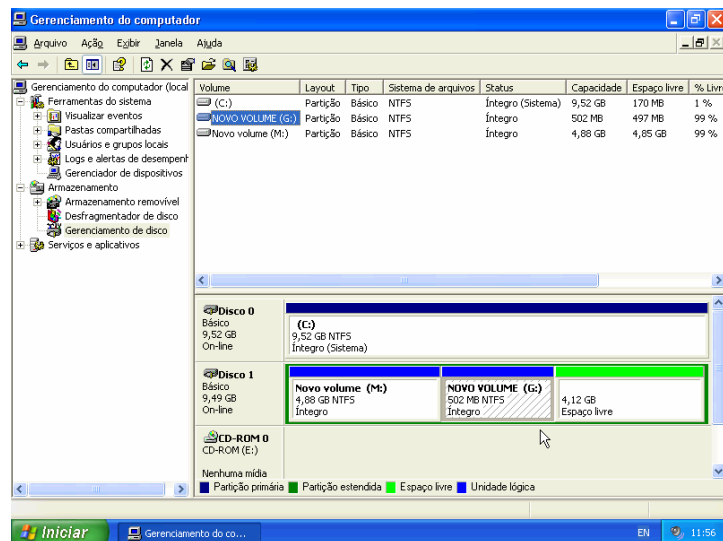 Gerenciamento do computador
Arquivo Ação Exibir Janela Ajuda
Gerenciamento do computador (local
Ferramentas do sistema
Visualizar eventos
Pastas compartilhadas
Usuários e grupos locais
Logs e alertas de desempenh
Gerenciador de dispositivos
Armazenamento
Armazenamento removível
Desfragmentador de disco
Gerenciamento de disco
Serviços e aplicativos
Volume Layout Tipo Sistema de arquivos Status Capacidade Espaço livre % Livre
(C:) Partição Básico NTFS Íntegro (Sistema) 9,52 GB 170 MB 1 %
NOVO VOLUME (G:) Partição Básico NTFS Íntegro 502 MB 497 MB 99 %
Novo volume (M:) Partição Básico NTFS Íntegro 4,88 GB 4,85 GB 99 %
Disco 0
Básico
9,52 GB
On-line
(C:)
9,52 GB NTFS
Íntegro (Sistema)
Disco 1
Básico
9,49 GB
On-line
Novo volume (M:)
4,88 GB NTFS
Íntegro
NOVO VOLUME (G:)
502 MB NTFS
Íntegro
4,12 GB
Espaço livre
CD-ROM 0
CD-ROM (E:)
Nenhuma mídia
Partição primária Partição estendida Espaço livre Unidade lógica
Iniciar Gerenciamento do co... EN 11:56